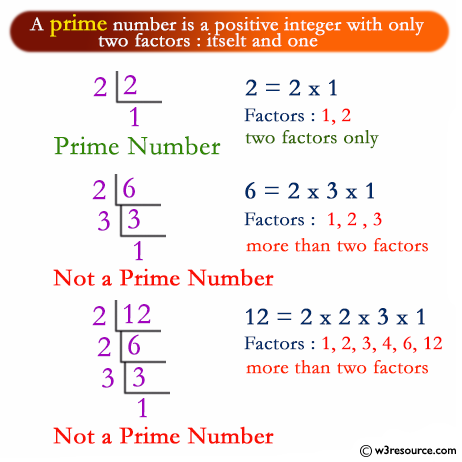 A prime number is a positive integer with only
two factors : itselt and one
2 2
1
Prime Number
2 = 2 x 1
Factors : 1, 2
two factors only
2 6
3 3
1
Not a Prime Number
6 = 2 x 3 x 1
Factors : 1, 2 , 3
more than two factors
2 12
2 6
3 3
1
Not a Prime Number
12 = 2 x 2 x 3 x 1
Factors : 1, 2, 3, 4, 6, 12
more than two factors
© w3resource.com